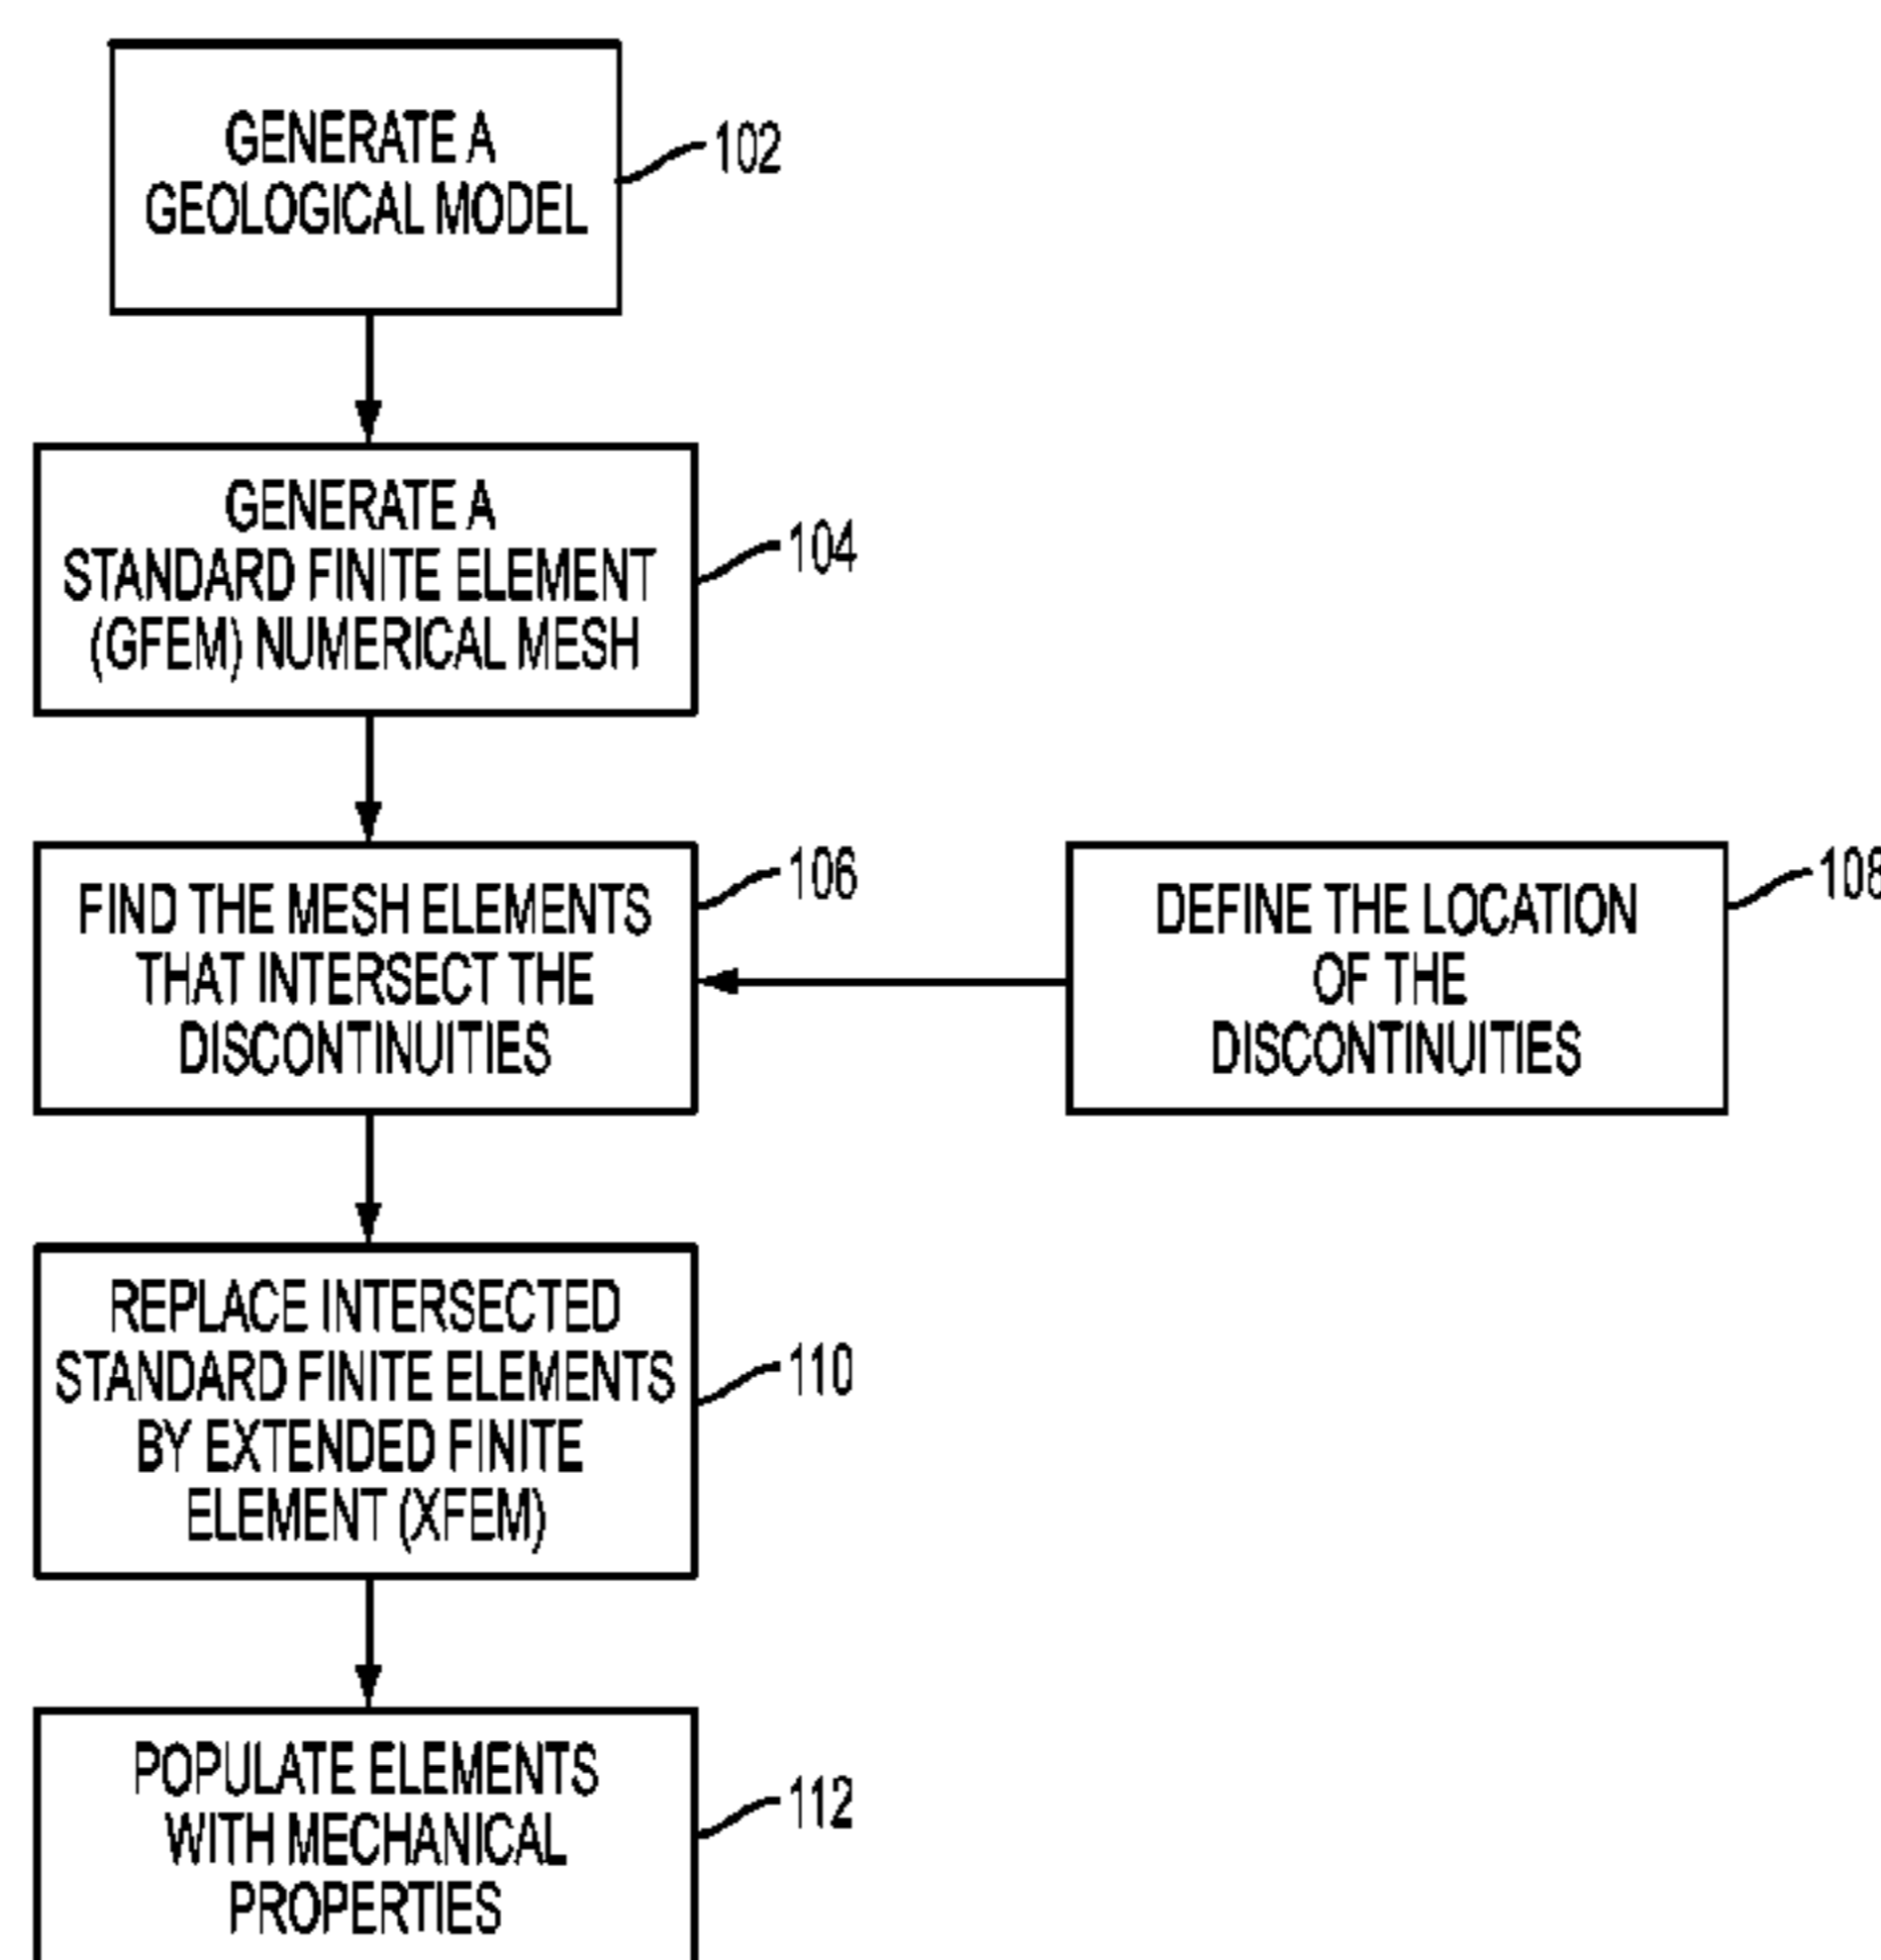 GENERATE A
GEOLOGICAL MODEL
102
GENERATE A
STANDARD FINITE ELEMENT
(GFEM) NUMERICAL MESH
104
FIND THE MESH ELEMENTS
THAT INTERSECT THE
DISCONTINUITIES
106
DEFINE THE LOCATION
OF THE
DISCONTINUITIES
108
REPLACE INTERSECTED
STANDARD FINITE ELEMENTS
BY EXTENDED FINITE
ELEMENT (XFEM)
110
POPULATE ELEMENTS
WITH MECHANICAL
PROPERTIES
112